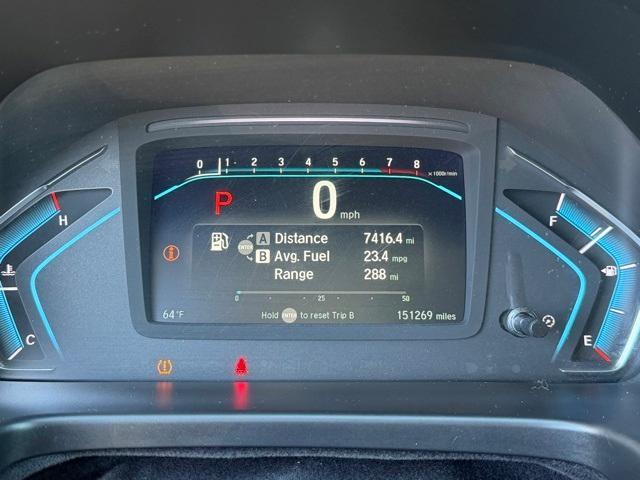 0 1 2 3 4 5 6 7 8 ×1000r/min
P 0 mph
H F
A Distance 7416.4 mi
ENTER
B Avg. Fuel 23.4 mpg
Range 288 mi
0 25 50
C E
64°F Hold ENTER to reset Trip B 151269 miles